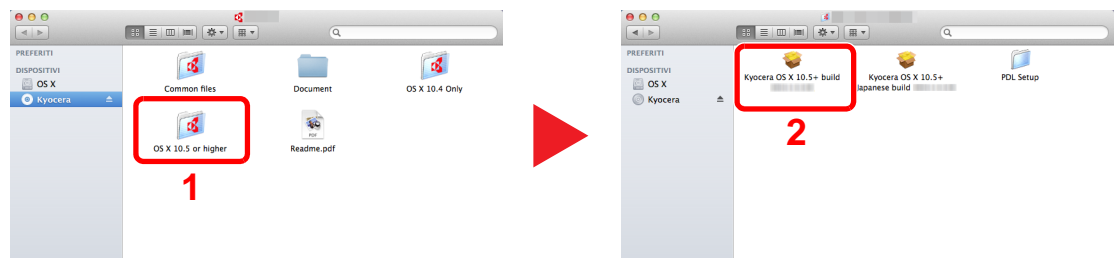 PREFERITI
DISPOSITIVI
OS X
Kyocera
Common files
Document
OS X 10.4 Only
OS X 10.5 or higher
PDF
Readme.pdf
1
PREFERITI
DISPOSITIVI
OS X
Kyocera
Kyocera OS X 10.5+ build
Kyocera OS X 10.5+
Japanese build
PDL Setup
2